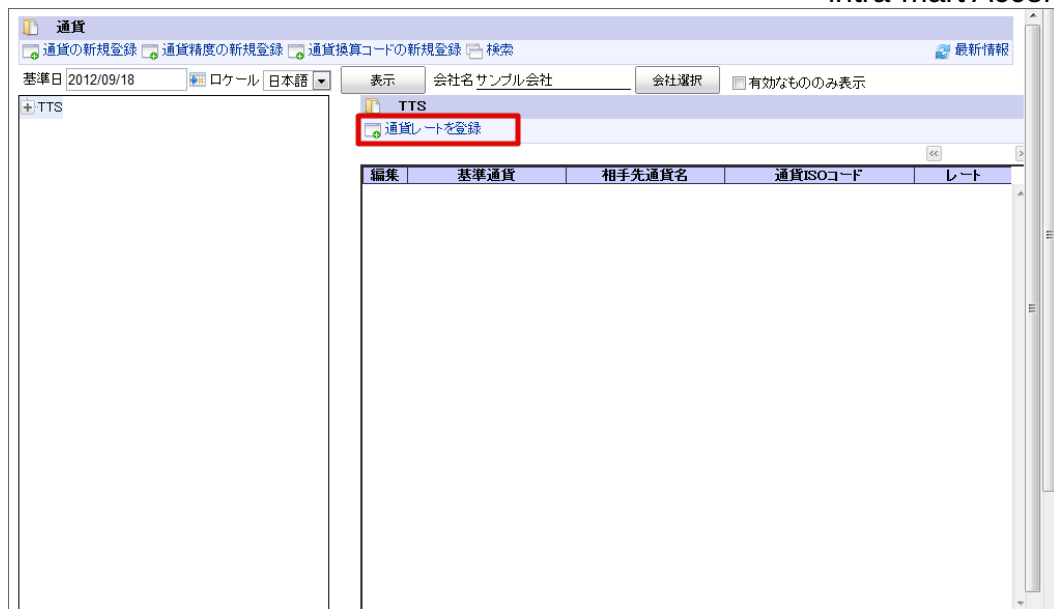 通貨
通貨の新規登録 通貨精度の新規登録 通貨換算コードの新規登録 検索 最新情報
基準日 2012/09/18 ロケール 日本語 表示 会社名 サンプル会社 会社選択 有効なもののみ表示
TTS
TTS
通貨レートを登録
編集 基準通貨 相手先通貨名 通貨ISOコード レート